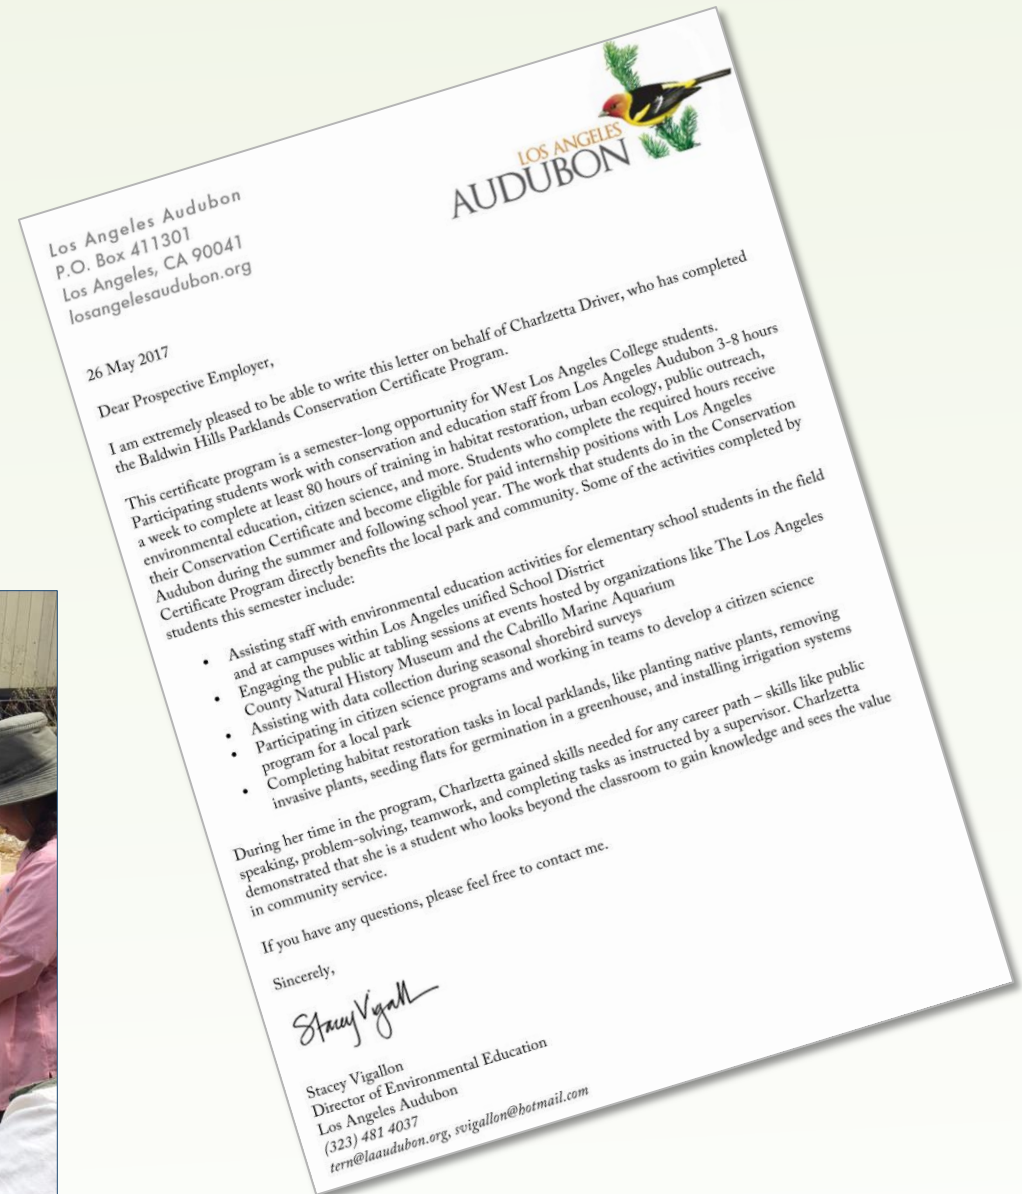 Los Angeles Audubon
P.O. Box 411301
Los Angeles, CA 90041
losangelesaudubon.org
LOS ANGELES
AUDUBON
26 May 2017
Dear Prospective Employer,
I am extremely pleased to be able to write this letter on behalf of Charlzetta Driver, who has completed
the Baldwin Hills Parklands Conservation Certificate Program.
This certificate program is a semester-long opportunity for West Los Angeles College students.
Participating students work with conservation and education staff from Los Angeles Audubon 3-8 hours
a week to complete at least 80 hours of training in habitat restoration, urban ecology, public outreach,
environmental education, citizen science, and more. Students who complete the required hours receive
their Conservation Certificate and become eligible for paid internship positions with Los Angeles
Audubon during the summer and following school year. The work that students do in the Conservation
Certificate Program directly benefits the local park and community. Some of the activities completed by
students this semester include:
• Assisting staff with environmental education activities for elementary school students in the field
and at campuses within Los Angeles unified School District
• Engaging the public at tabling sessions at events hosted by organizations like The Los Angeles
County Natural History Museum and the Cabrillo Marine Aquarium
• Assisting with data collection during seasonal shorebird surveys
• Participating in citizen science programs and working in teams to develop a citizen science
program for a local park
• Completing habitat restoration tasks in local parklands, like planting native plants, removing
invasive plants, seeding flats for germination in a greenhouse, and installing irrigation systems
During her time in the program, Charlzetta gained skills needed for any career path – skills like public
speaking, problem-solving, teamwork, and completing tasks as instructed by a supervisor. Charlzetta
demonstrated that she is a student who looks beyond the classroom to gain knowledge and sees the value
in community service.
If you have any questions, please feel free to contact me.
Sincerely,
Stacey Vigallon
Stacey Vigallon
Director of Environmental Education
Los Angeles Audubon
(323) 481 4037
tern@laaudubon.org, svigallon@hotmail.com